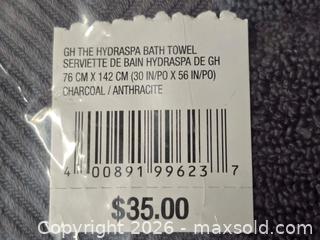 GH THE HYDRASPA BATH TOWEL
SERVIETTE DE BAIN HYDRASPA DE GH
76 CM X 142 CM (30 IN/PO X 56 IN/PO)
CHARCOAL / ANTHRACITE
4 00891 99623 7
$35.00
Copyright ©2026 - maxsold.com